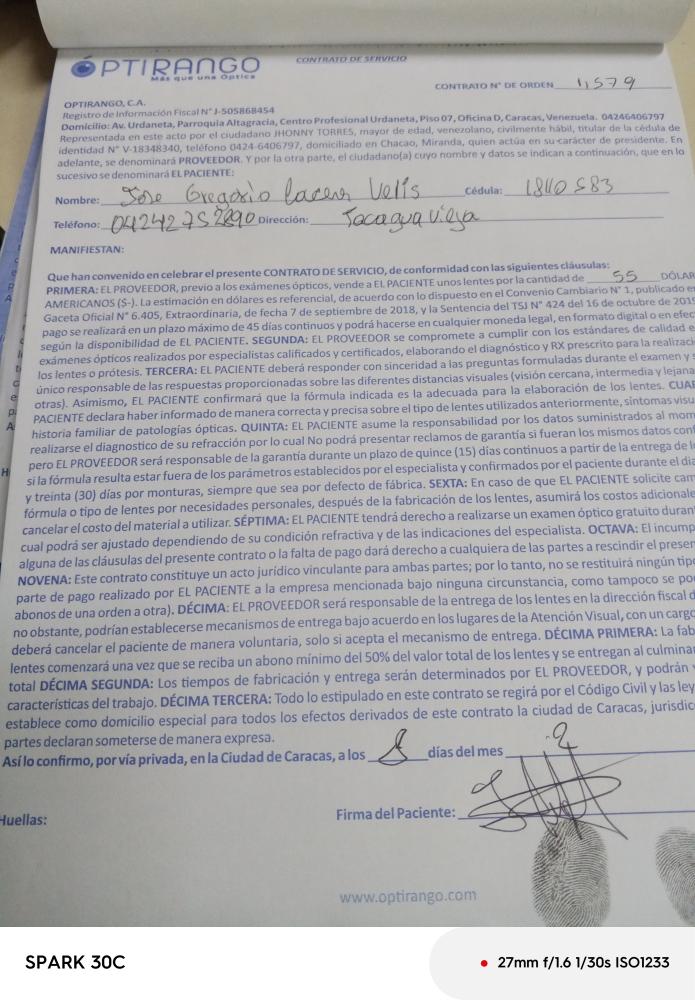 OPTIRANGO
Más que una Óptica
CONTRATO DE SERVICIO
CONTRATO N° DE ORDEN 11579
OPTIRANGO, C.A.
Registro de Información Fiscal N° J-505868454
Domicilio: Av. Urdaneta, Parroquia Altagracia, Centro Profesional Urdaneta, Piso 07, Oficina D, Caracas, Venezuela. 04246406797
Representada en este acto por el ciudadano JHONNY TORRES, mayor de edad, venezolano, civilmente hábil, titular de la cédula de
identidad N° V-18348340, teléfono 0424-6406797, domiciliado en Chacao, Miranda, quien actúa en su carácter de presidente. En
adelante, se denominará PROVEEDOR. Y por la otra parte, el ciudadano(a) cuyo nombre y datos se indican a continuación, que en lo
sucesivo se denominará EL PACIENTE:
Nombre: Jose Gregorio Velis Cédula: 18110583
Teléfono: 04242752890 Dirección: Tacagua Vieja
MANIFIESTAN:
Que han convenido en celebrar el presente CONTRATO DE SERVICIO, de conformidad con las siguientes cláusulas:
PRIMERA: EL PROVEEDOR, previo a los exámenes ópticos, vende a EL PACIENTE unos lentes por la cantidad de 55 DÓLAR
AMERICANOS ($-). La estimación en dólares es referencial, de acuerdo con lo dispuesto en el Convenio Cambiario N° 1, publicado en
Gaceta Oficial N° 6.405, Extraordinaria, de fecha 7 de septiembre de 2018, y la Sentencia del TSJ N° 424 del 16 de octubre de 201
pago se realizará en un plazo máximo de 45 días continuos y podrá hacerse en cualquier moneda legal, en formato digital o en efec
según la disponibilidad de EL PACIENTE. SEGUNDA: EL PROVEEDOR se compromete a cumplir con los estándares de calidad e
exámenes ópticos realizados por especialistas calificados y certificados, elaborando el diagnóstico y RX prescrito para la realizaci
los lentes o prótesis. TERCERA: EL PACIENTE deberá responder con sinceridad a las preguntas formuladas durante el examen y s
único responsable de las respuestas proporcionadas sobre las diferentes distancias visuales (visión cercana, intermedia y lejana
otras). Asimismo, EL PACIENTE confirmará que la fórmula indicada es la adecuada para la elaboración de los lentes. CUAR
PACIENTE declara haber informado de manera correcta y precisa sobre el tipo de lentes utilizados anteriormente, síntomas visu
historia familiar de patologías ópticas. QUINTA: EL PACIENTE asume la responsabilidad por los datos suministrados al mom
realizarse el diagnostico de su refracción por lo cual No podrá presentar reclamos de garantía si fueran los mismos datos conf
pero EL PROVEEDOR será responsable de la garantía durante un plazo de quince (15) días continuos a partir de la entrega de lo
si la fórmula resulta estar fuera de los parámetros establecidos por el especialista y confirmados por el paciente durante el dia
y treinta (30) días por monturas, siempre que sea por defecto de fábrica. SEXTA: En caso de que EL PACIENTE solicite cam
fórmula o tipo de lentes por necesidades personales, después de la fabricación de los lentes, asumirá los costos adicionale
cancelar el costo del material a utilizar. SÉPTIMA: EL PACIENTE tendrá derecho a realizarse un examen óptico gratuito duran
cual podrá ser ajustado dependiendo de su condición refractiva y de las indicaciones del especialista. OCTAVA: El incump
alguna de las cláusulas del presente contrato o la falta de pago dará derecho a cualquiera de las partes a rescindir el presen
NOVENA: Este contrato constituye un acto jurídico vinculante para ambas partes; por lo tanto, no se restituirá ningún tip
parte de pago realizado por EL PACIENTE a la empresa mencionada bajo ninguna circunstancia, como tampoco se po
abonos de una orden a otra). DÉCIMA: EL PROVEEDOR será responsable de la entrega de los lentes en la dirección fiscal d
no obstante, podrían establecerse mecanismos de entrega bajo acuerdo en los lugares de la Atención Visual, con un cargo
deberá cancelar el paciente de manera voluntaria, solo si acepta el mecanismo de entrega. DÉCIMA PRIMERA: La fab
lentes comenzará una vez que se reciba un abono mínimo del 50% del valor total de los lentes y se entregan al culminar
total DÉCIMA SEGUNDA: Los tiempos de fabricación y entrega serán determinados por EL PROVEEDOR, y podrán
características del trabajo. DÉCIMA TERCERA: Todo lo estipulado en este contrato se regirá por el Código Civil y las ley
establece como domicilio especial para todos los efectos derivados de este contrato la ciudad de Caracas, jurisdic
partes declaran someterse de manera expresa.
Así lo confirmo, por vía privada, en la Ciudad de Caracas, a los 8 días del mes 2
Huellas:
Firma del Paciente:
www.optirango.com
SPARK 30C
27mm f/1.6 1/30s ISO1233